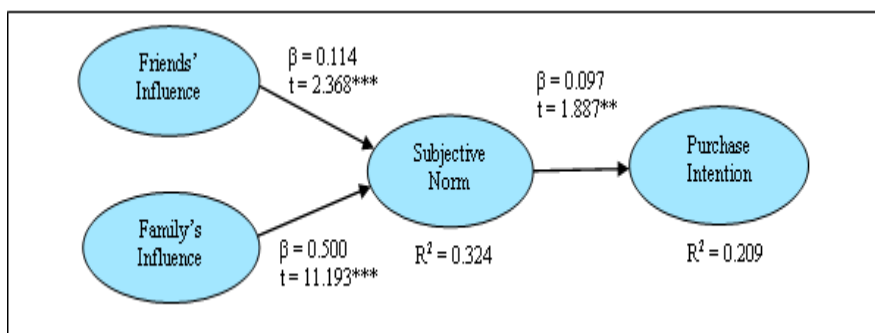 Friends’
Influence
β = 0.114
t = 2.368***
β = 0.097
t = 1.887**
Subjective
Norm
Purchase
Intention
Family’s
Influence
β = 0.500
t = 11.193***
R² = 0.324
R² = 0.209